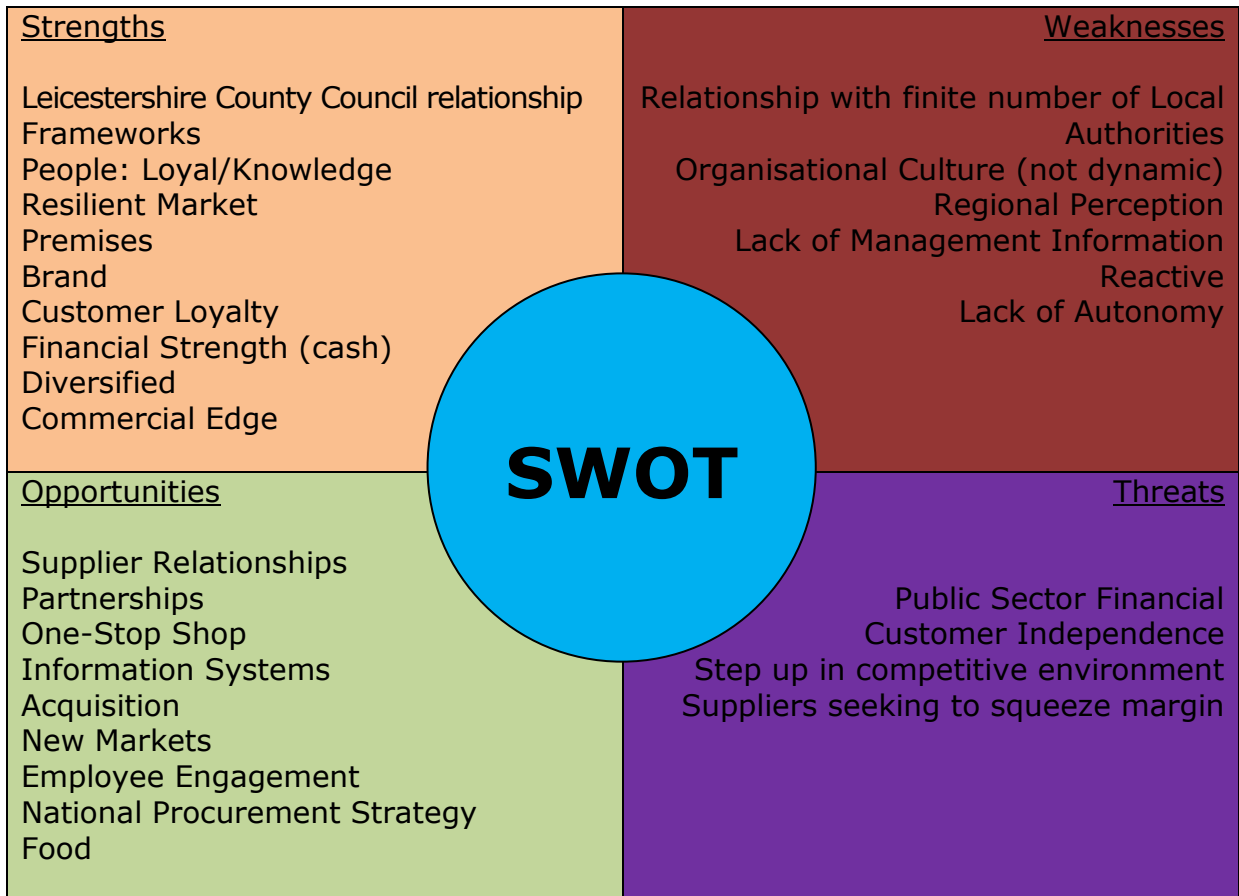 Strengths
Leicestershire County Council relationship
Frameworks
People: Loyal/Knowledge
Resilient Market
Premises
Brand
Customer Loyalty
Financial Strength (cash)
Diversified
Commercial Edge
Weaknesses
Relationship with finite number of Local
Authorities
Organisational Culture (not dynamic)
Regional Perception
Lack of Management Information
Reactive
Lack of Autonomy
SWOT
Opportunities
Supplier Relationships
Partnerships
One-Stop Shop
Information Systems
Acquisition
New Markets
Employee Engagement
National Procurement Strategy
Food
Threats
Public Sector Financial
Customer Independence
Step up in competitive environment
Suppliers seeking to squeeze margin